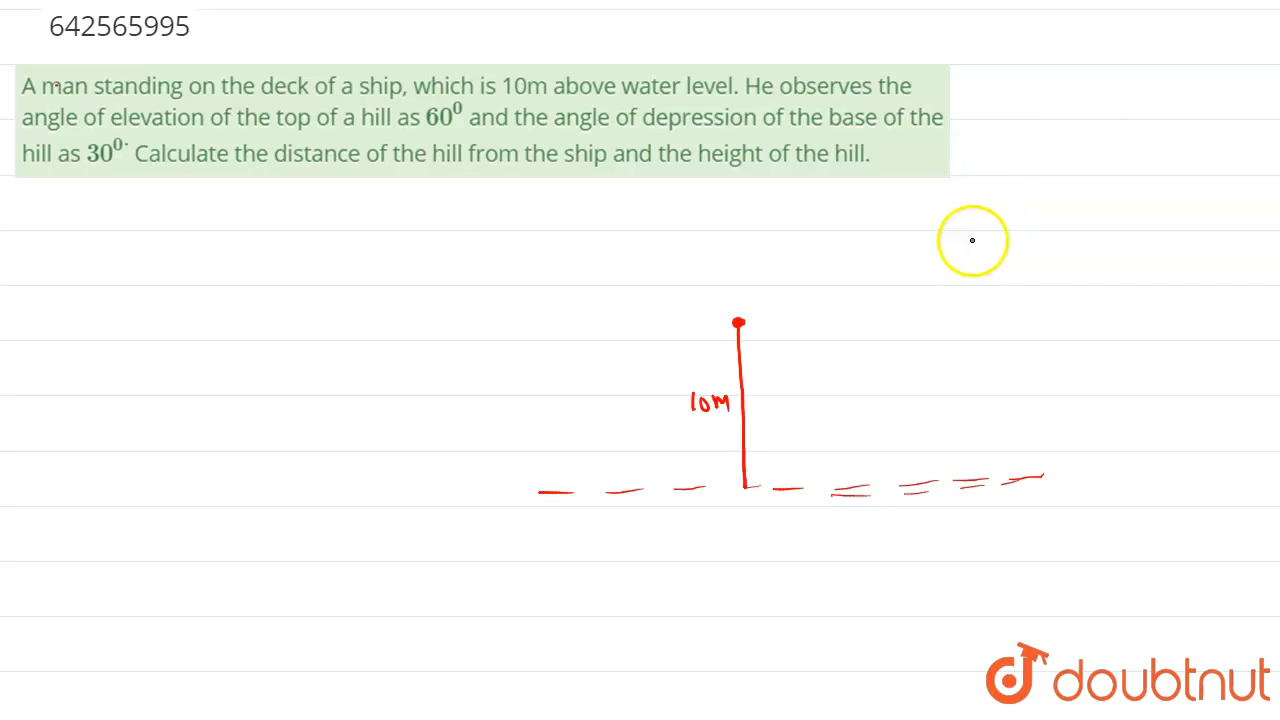 642565995
A man standing on the deck of a ship, which is 10m above water level. He observes the
angle of elevation of the top of a hill as 60⁰ and the angle of depression of the base of the
hill as 30⁰· Calculate the distance of the hill from the ship and the height of the hill.
10M
doubtnut